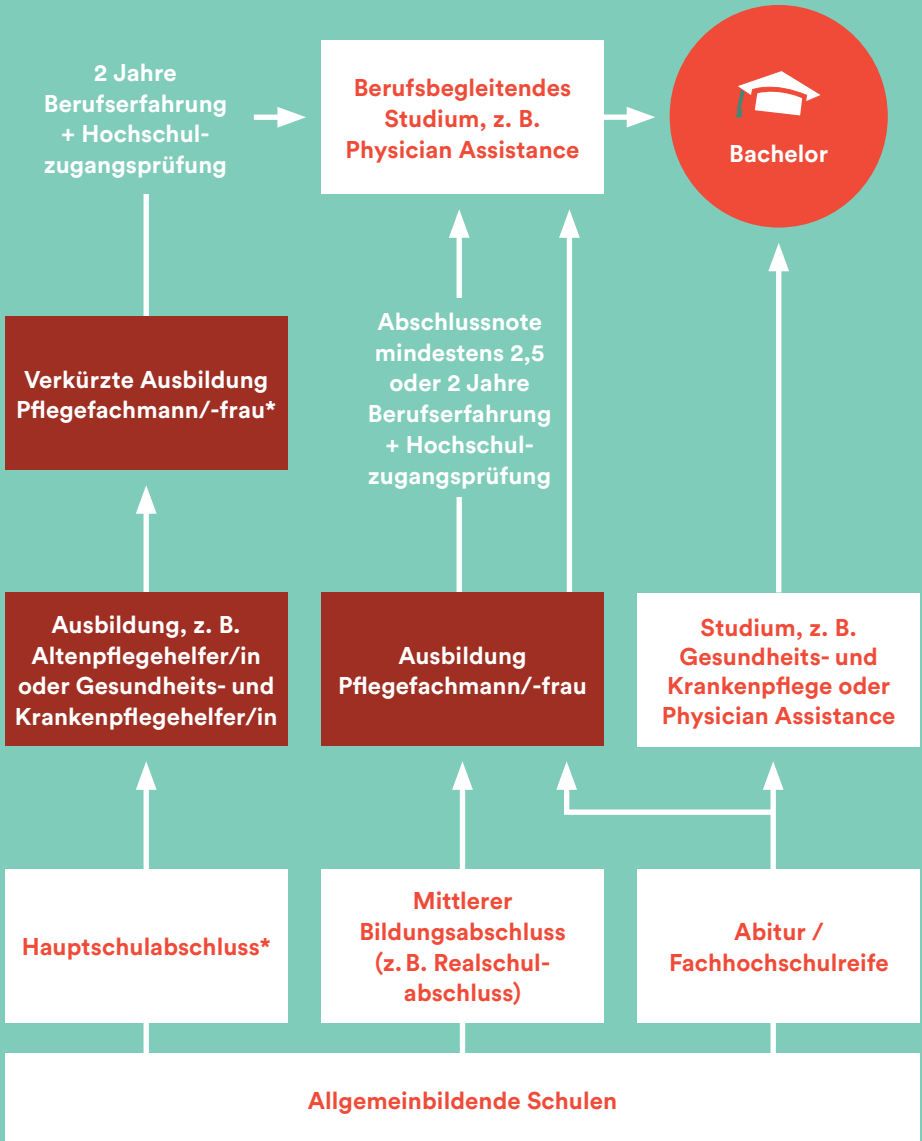 2 Jahre
Berufserfahrung
+ Hochschul-
zugangsprüfung
Berufsbegleitendes
Studium, z. B.
Physician Assistance
Bachelor
Verkürzte Ausbildung
Pflegefachmann/-frau*
Abschlussnote
mindestens 2,5
oder 2 Jahre
Berufserfahrung
+ Hochschul-
zugangsprüfung
Ausbildung, z. B.
Altenpflegehelfer/in
oder Gesundheits- und
Krankenpflegehelfer/in
Ausbildung
Pflegefachmann/-frau
Studium, z. B.
Gesundheits- und
Krankenpflege oder
Physician Assistance
Hauptschulabschluss*
Mittlerer
Bildungsabschluss
(z. B. Realschul-
abschluss)
Abitur /
Fachhochschulreife
Allgemeinbildende Schulen